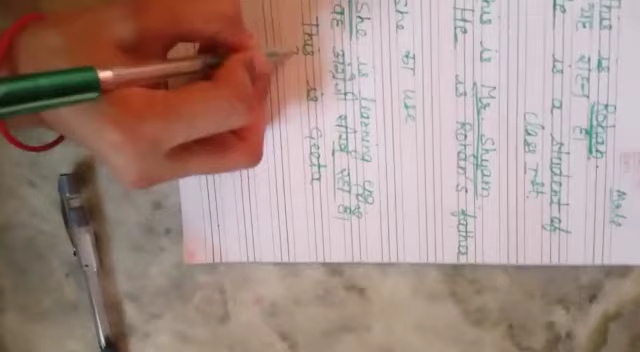 Male
This is Rohan.
यह रोहन है
He is a student of
class
This is Mr. Shyam
He is Rohan's father
She का use
She is learning
वह अंग्रेजी सीख रही है
This is Geeta